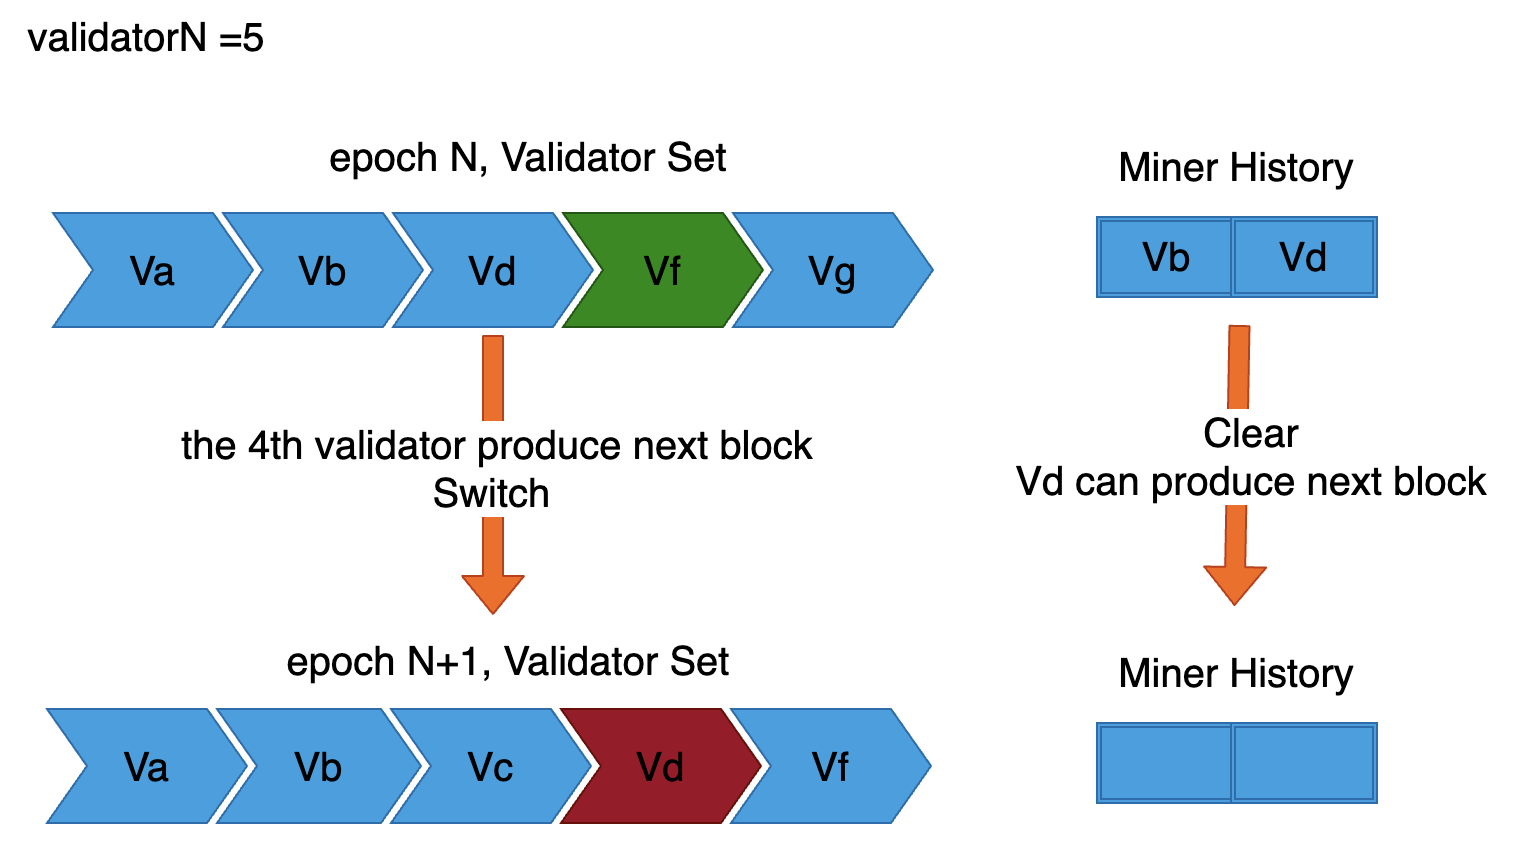 validatorN =5
epoch N, Validator Set
Miner History
Va
Vb
Vd
Vf
Vg
Vb
Vd
the 4th validator produce next block
Switch
Clear
Vd can produce next block
epoch N+1, Validator Set
Miner History
Va
Vb
Vc
Vd
Vf